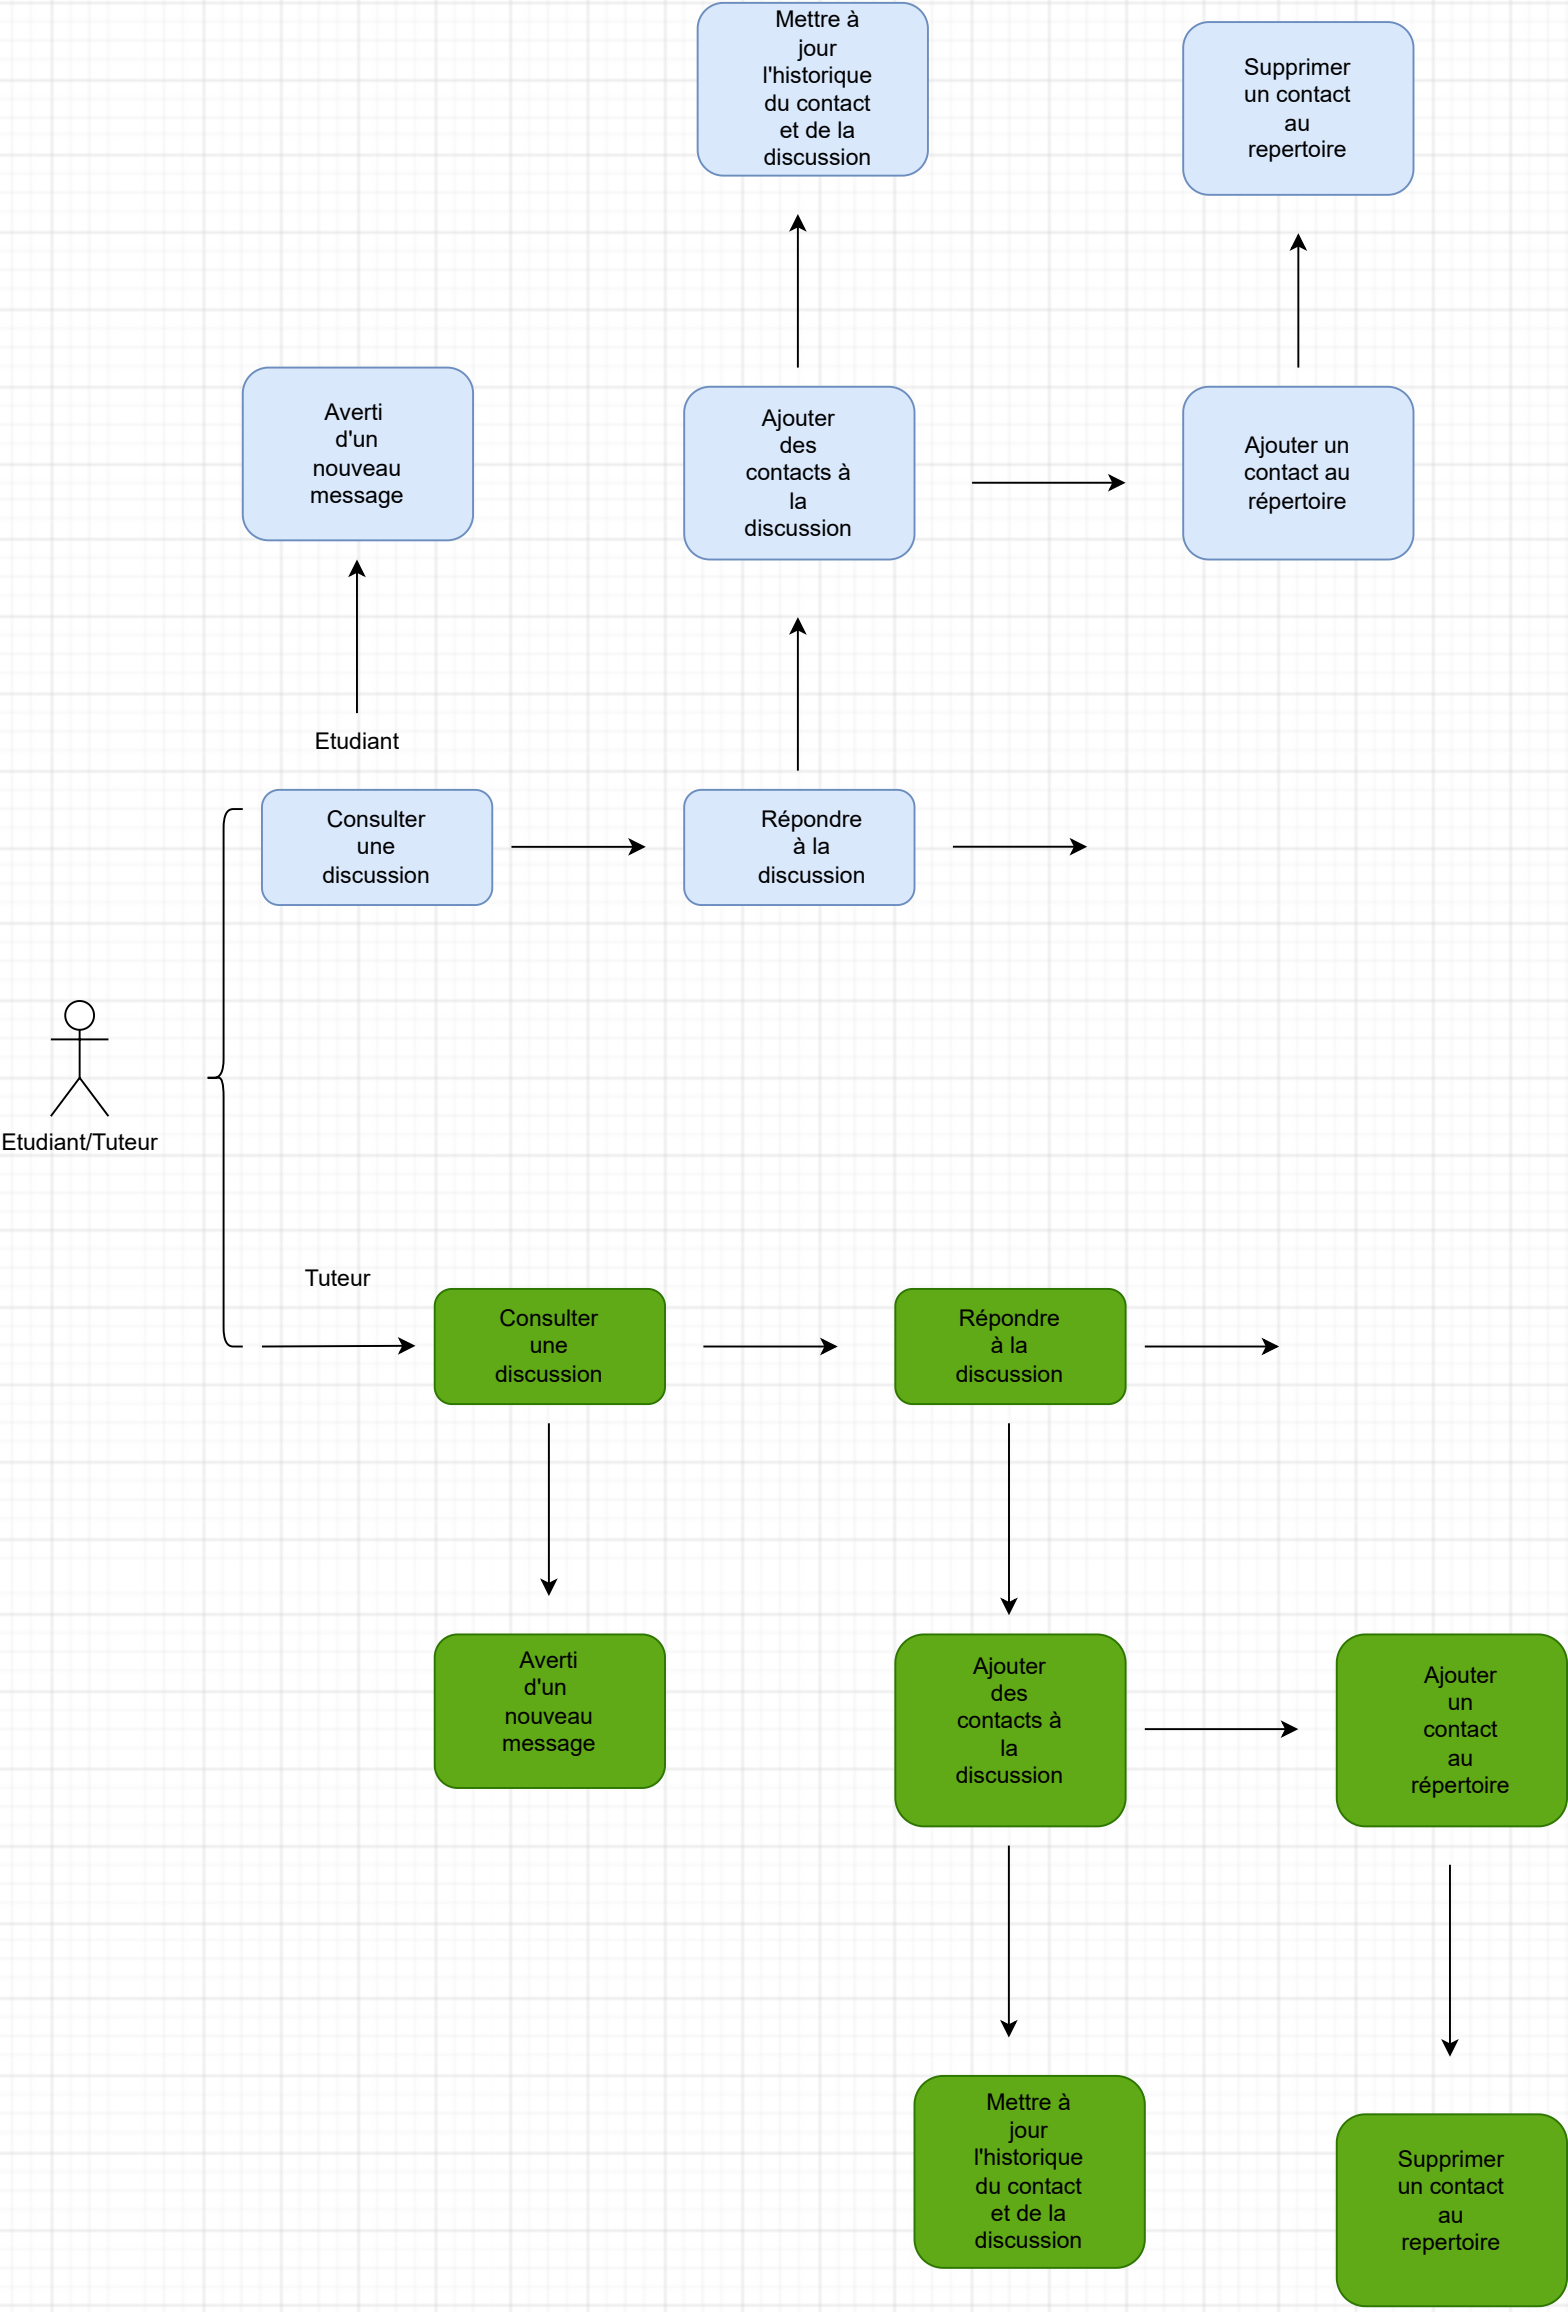 Mettre à
jour
l'historique
du contact
et de la
discussion
Supprimer
un contact
au
repertoire
Averti
d'un
nouveau
message
Ajouter
des
contacts à
la
discussion
Ajouter un
contact au
répertoire
Etudiant
Consulter
une
discussion
Répondre
à la
discussion
Etudiant/Tuteur
Tuteur
Consulter
une
discussion
Répondre
à la
discussion
Averti
d'un
nouveau
message
Ajouter
des
contacts à
la
discussion
Ajouter
un
contact
au
répertoire
Mettre à
jour
l'historique
du contact
et de la
discussion
Supprimer
un contact
au
repertoire